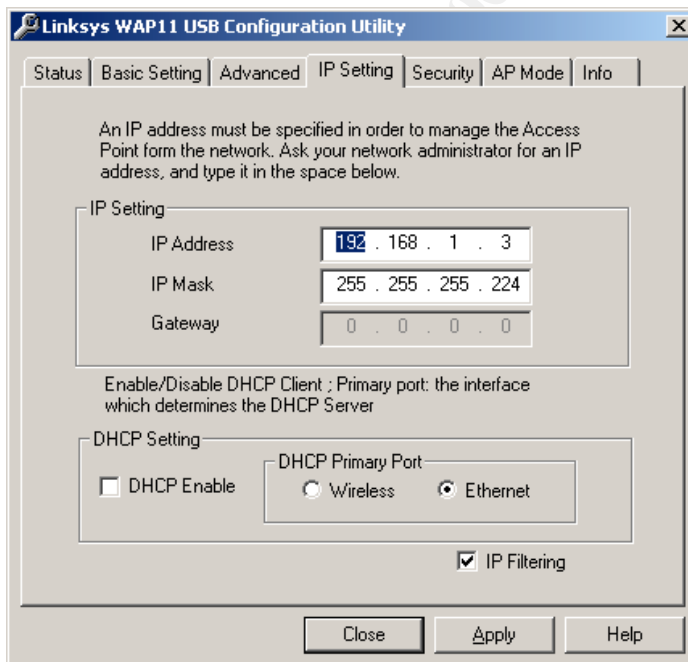 Linksys WAP11 USB Configuration Utility
Status Basic Setting Advanced IP Setting Security AP Mode Info
An IP address must be specified in order to manage the Access
Point form the network. Ask your network administrator for an IP
address, and type it in the space below.
IP Setting
IP Address 192 . 168 . 1 . 3
IP Mask 255 . 255 . 255 . 224
Gateway 0 . 0 . 0 . 0
Enable/Disable DHCP Client ; Primary port: the interface
which determines the DHCP Server
DHCP Setting
DHCP Primary Port
DHCP Enable Wireless Ethernet
IP Filtering
Close Apply Help